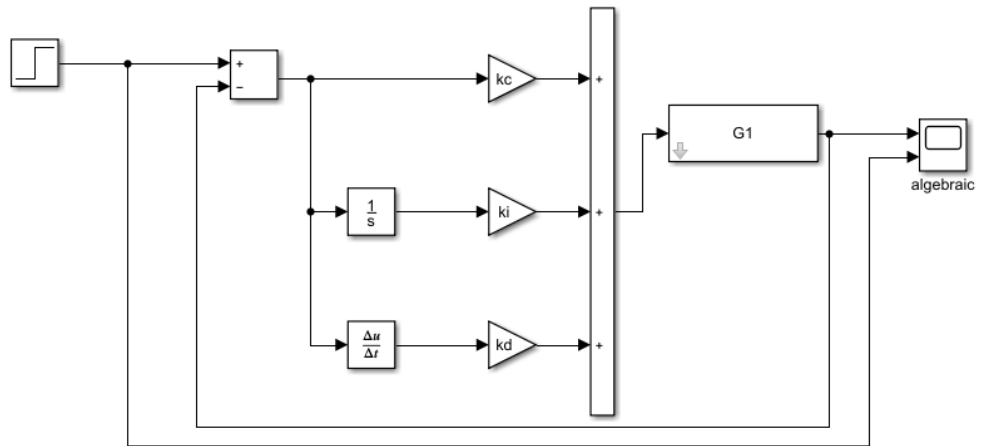 +
−
kc
+
G1
algebraic
1
s
ki
+
Δu
Δt
kd
+